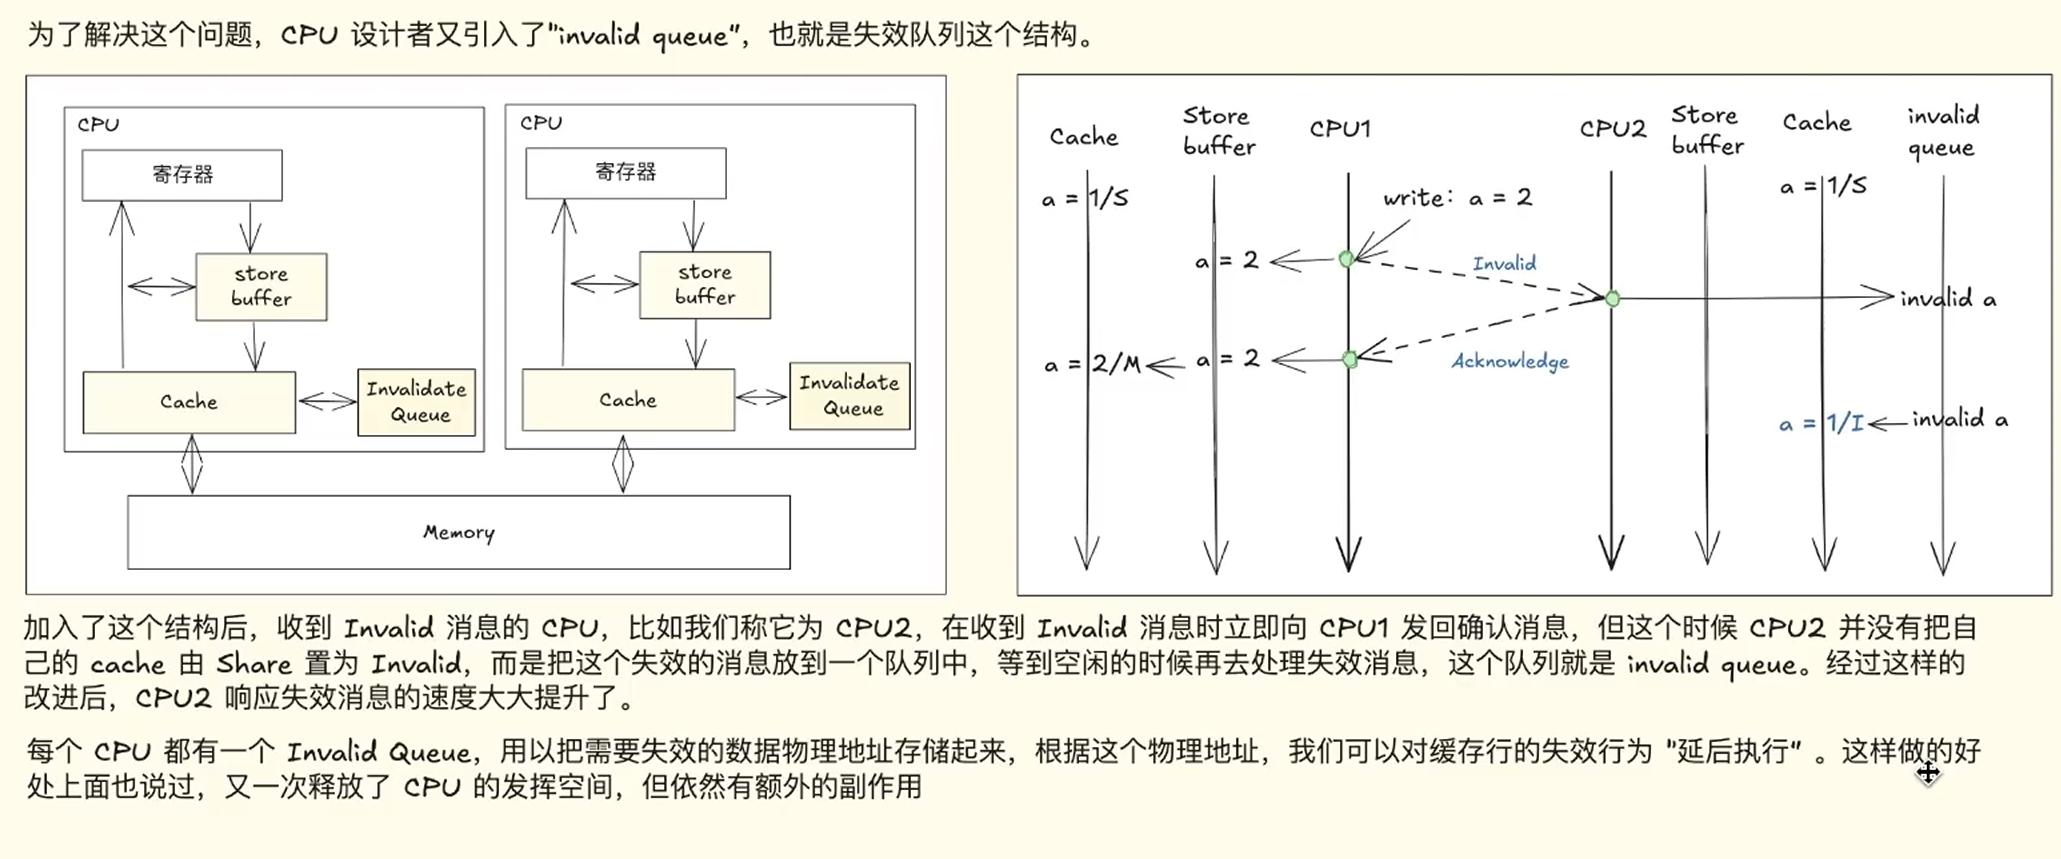 为了解决这个问题，CPU 设计者又引入了"invalid queue"，也就是失效队列这个结构。
CPU
寄存器
store
buffer
Cache
Invalidate
Queue
CPU
寄存器
store
buffer
Cache
Invalidate
Queue
Memory
Cache
Store
buffer
CPU1
CPU2
Store
buffer
Cache
invalid
queue
a = 1/S
write: a = 2
a = 1/S
a = 2
Invalid
invalid a
a = 2/M
a = 2
Acknowledge
a = 1/I
invalid a
加入了这个结构后，收到 Invalid 消息的 CPU，比如我们称它为 CPU2，在收到 Invalid 消息时立即向 CPU1 发回确认消息，但这个时候 CPU2 并没有把自
己的 cache 由 Share 置为 Invalid，而是把这个失效的消息放到一个队列中，等到空闲的时候再去处理失效消息，这个队列就是 invalid queue。经过这样的
改进后，CPU2 响应失效消息的速度大大提升了。
每个 CPU 都有一个 Invalid Queue，用以把需要失效的数据物理地址存储起来，根据这个物理地址，我们可以对缓存行的失效行为 "延后执行" 。这样做的好
处上面也说过，又一次释放了 CPU 的发挥空间，但依然有额外的副作用